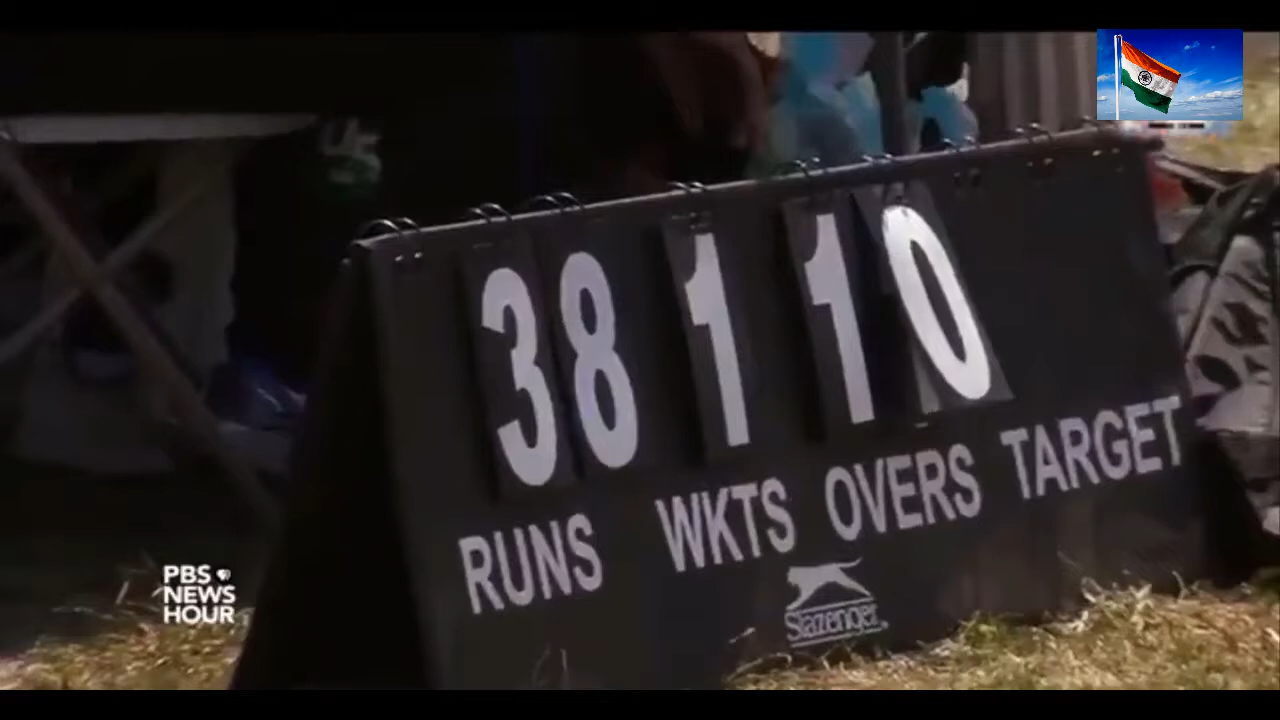 38 1 10
RUNS WKTS OVERS TARGET
Slazenger
PBS
NEWS
HOUR